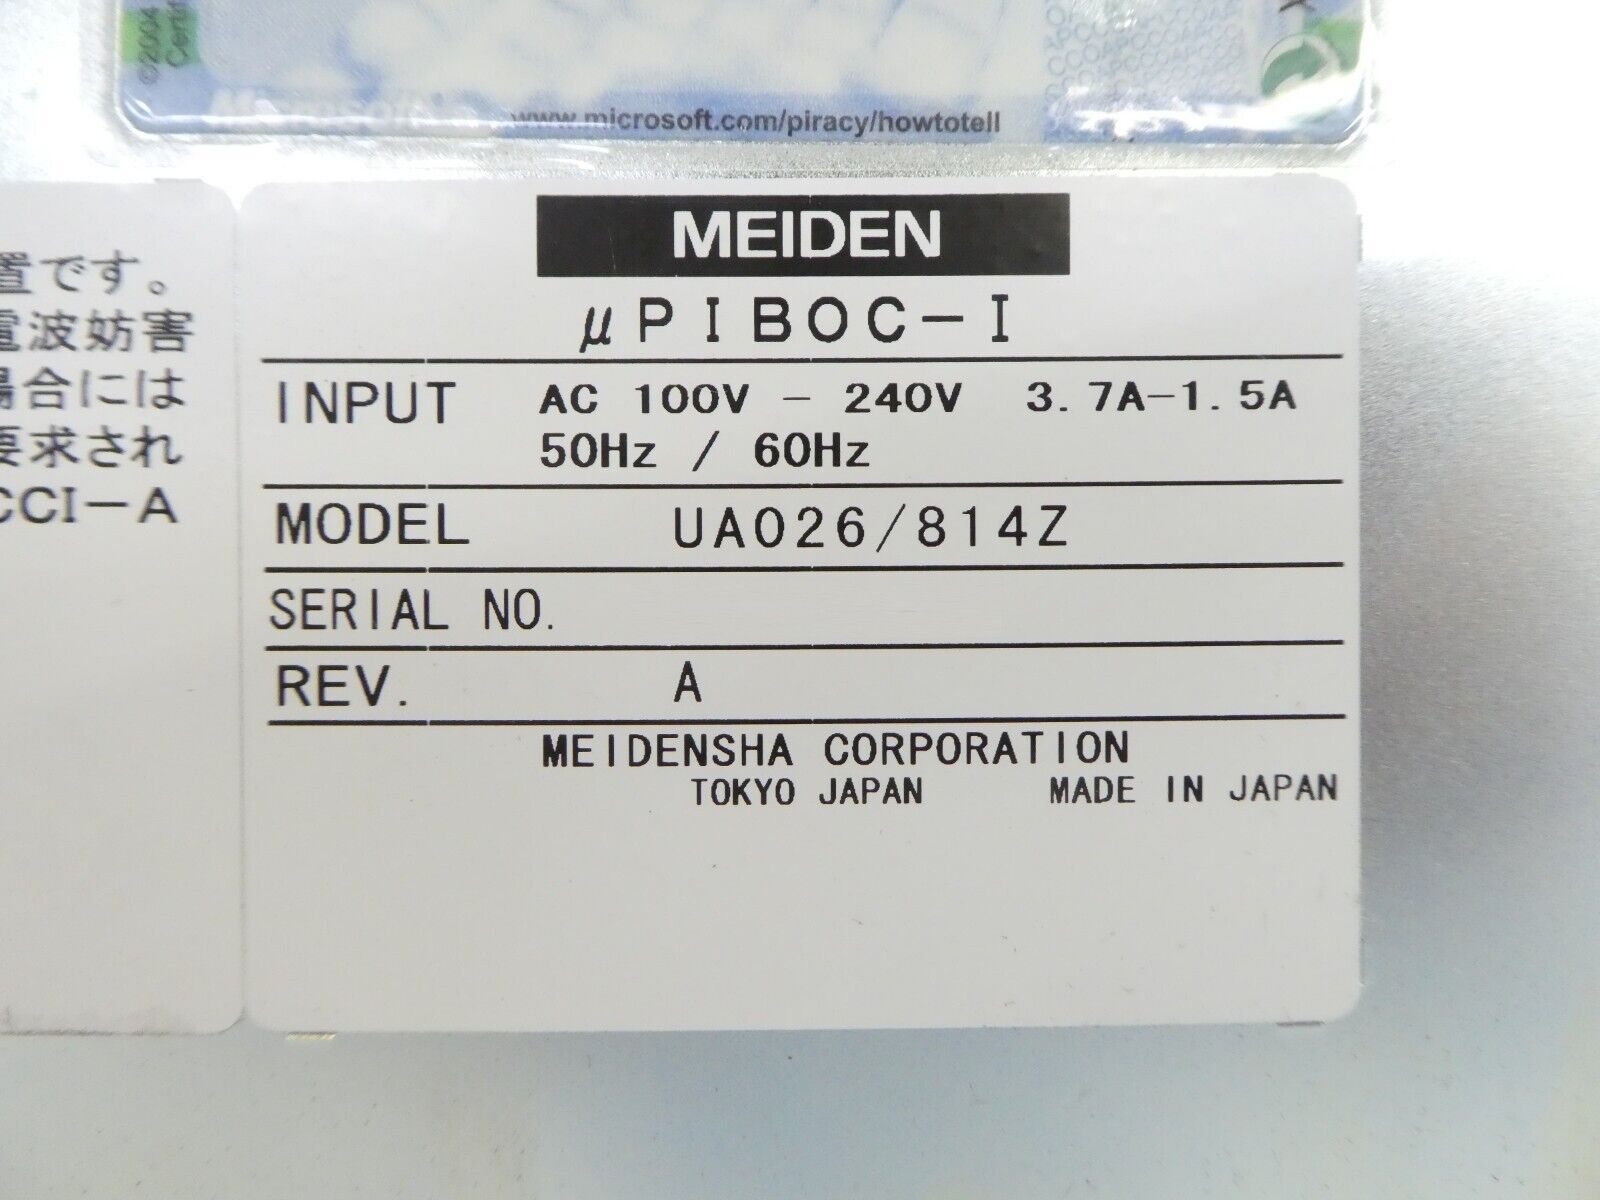 ©2004
www.microsoft.com/piracy/howtotell
置です。
電波妨害
場合には
要求され
CCI-A
MEIDEN
μPIBOC-I
INPUT AC 100V - 240V 3.7A-1.5A
50Hz / 60Hz
MODEL UA026/814Z
SERIAL NO.
REV. A
MEIDENSHA CORPORATION
TOKYO JAPAN MADE IN JAPAN